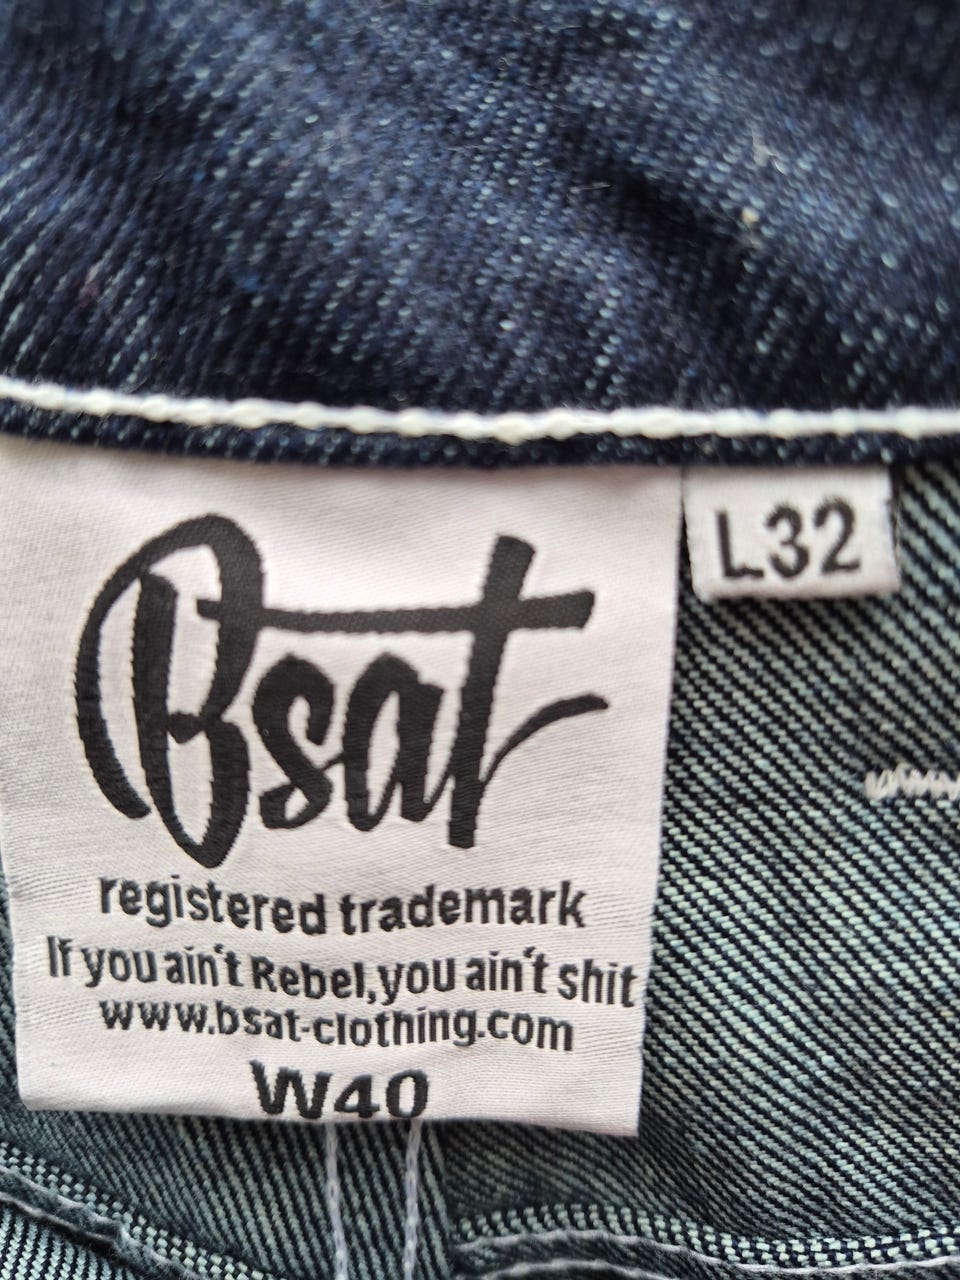 Bsat
L32
registered trademark
If you ain't Rebel,you ain't shit
www.bsat-clothing.com
W40